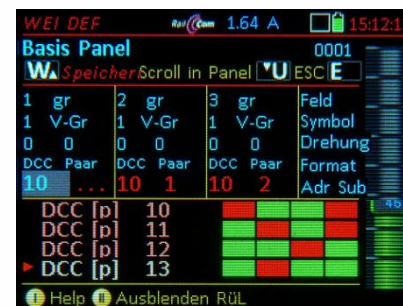 WEI DEF RailCom 1.64 A 15:12:1
Basis Panel 0001
W Speicher Scroll in Panel U ESC E
1 gr 2 gr 3 gr Feld
1 V-Gr 1 V-Gr 1 V-Gr Symbol
0 0 0 0 0 0 Drehung
DCC Paar DCC Paar DCC Paar Format
10 ... 10 1 10 2 Adr Sub
DCC [p] 10
DCC [p] 11
DCC [p] 12
DCC [p] 13
Help Ausblenden RüL